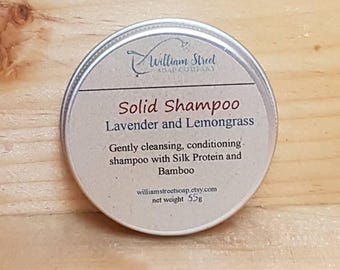 William Street
SOAP COMPANY
Solid Shampoo
Lavender and Lemongrass
Gently cleansing, conditioning
shampoo with Silk Protein and
Bamboo
williamstreetsoap.etsy.com
net weight 55g